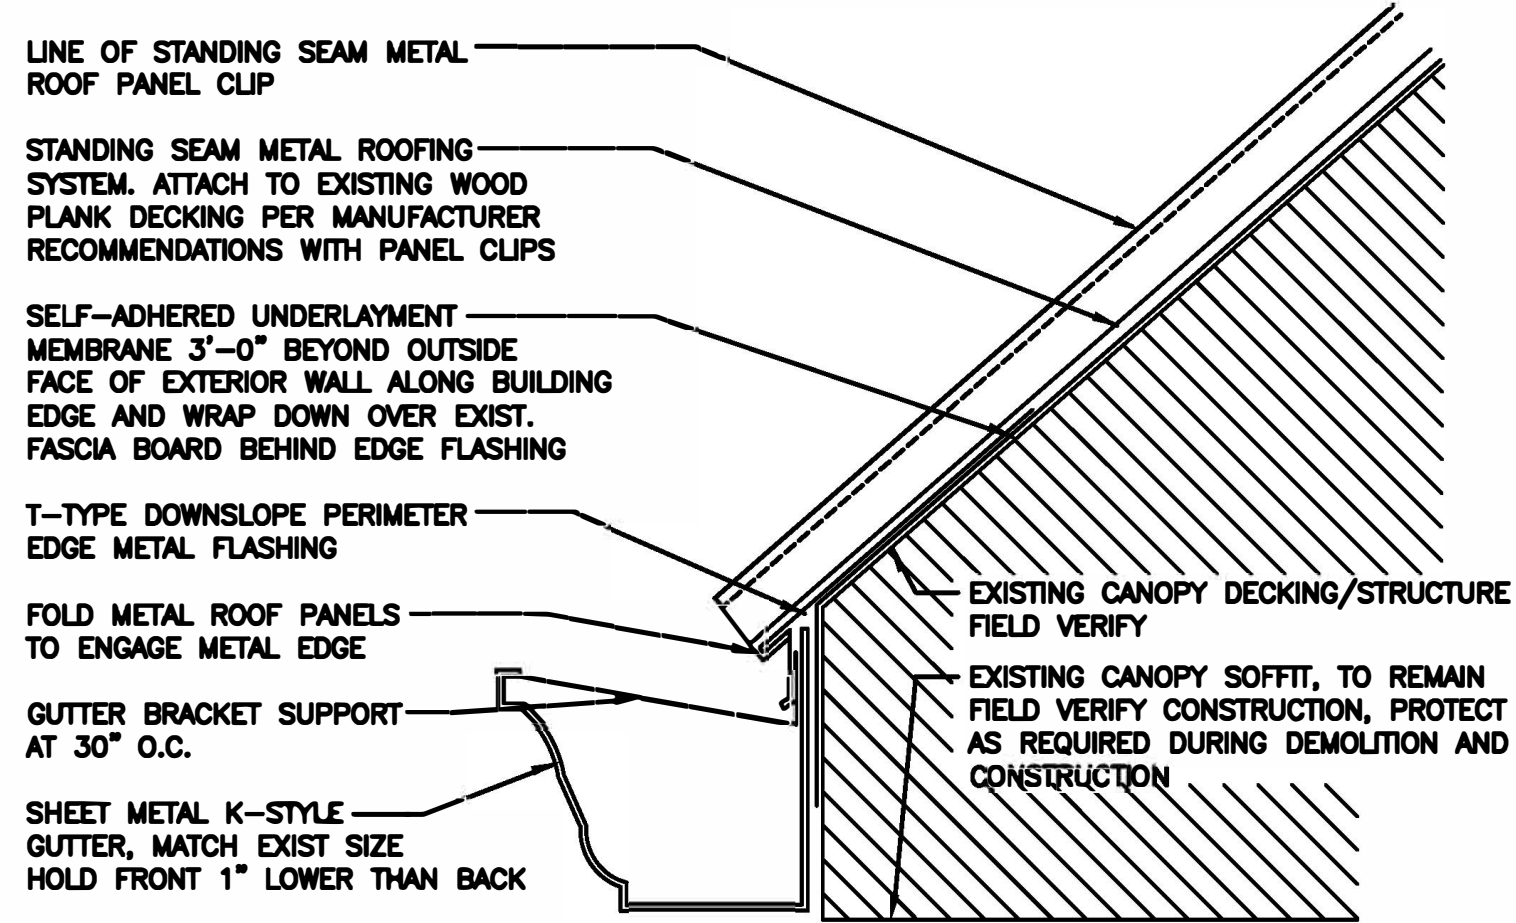 LINE OF STANDING SEAM METAL
ROOF PANEL CLIP
STANDING SEAM METAL ROOFING
SYSTEM. ATTACH TO EXISTING WOOD
PLANK DECKING PER MANUFACTURER
RECOMMENDATIONS WITH PANEL CLIPS
SELF-ADHERED UNDERLAYMENT
MEMBRANE 3'-0" BEYOND OUTSIDE
FACE OF EXTERIOR WALL ALONG BUILDING
EDGE AND WRAP DOWN OVER EXIST.
FASCIA BOARD BEHIND EDGE FLASHING
T-TYPE DOWNSLOPE PERIMETER
EDGE METAL FLASHING
FOLD METAL ROOF PANELS
TO ENGAGE METAL EDGE
GUTTER BRACKET SUPPORT
AT 30" O.C.
SHEET METAL K-STYLE
GUTTER, MATCH EXIST SIZE
HOLD FRONT 1" LOWER THAN BACK
EXISTING CANOPY DECKING/STRUCTURE
FIELD VERIFY
EXISTING CANOPY SOFFIT, TO REMAIN
FIELD VERIFY CONSTRUCTION, PROTECT
AS REQUIRED DURING DEMOLITION AND
CONSTRUCTION